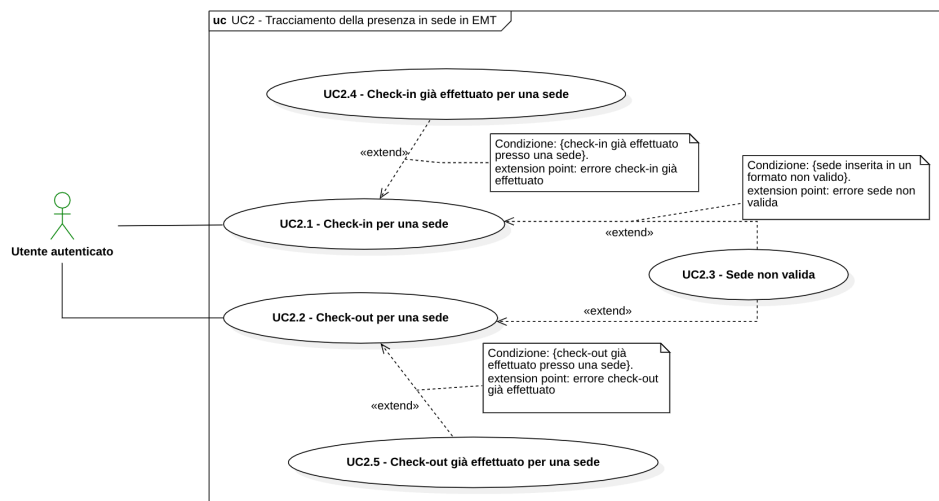 uc UC2 - Tracciamento della presenza in sede in EMT
UC2.4 - Check-in già effettuato per una sede
«extend»
Condizione: {check-in già effettuato
presso una sede}.
extension point: errore check-in già
effettuato
Condizione: {sede inserita in un
formato non valido}.
extension point: errore sede non
valida
UC2.1 - Check-in per una sede
«extend»
Utente autenticato
UC2.3 - Sede non valida
«extend»
UC2.2 - Check-out per una sede
Condizione: {check-out già
effettuato presso una sede}.
extension point: errore check-out
già effettuato
«extend»
UC2.5 - Check-out già effettuato per una sede